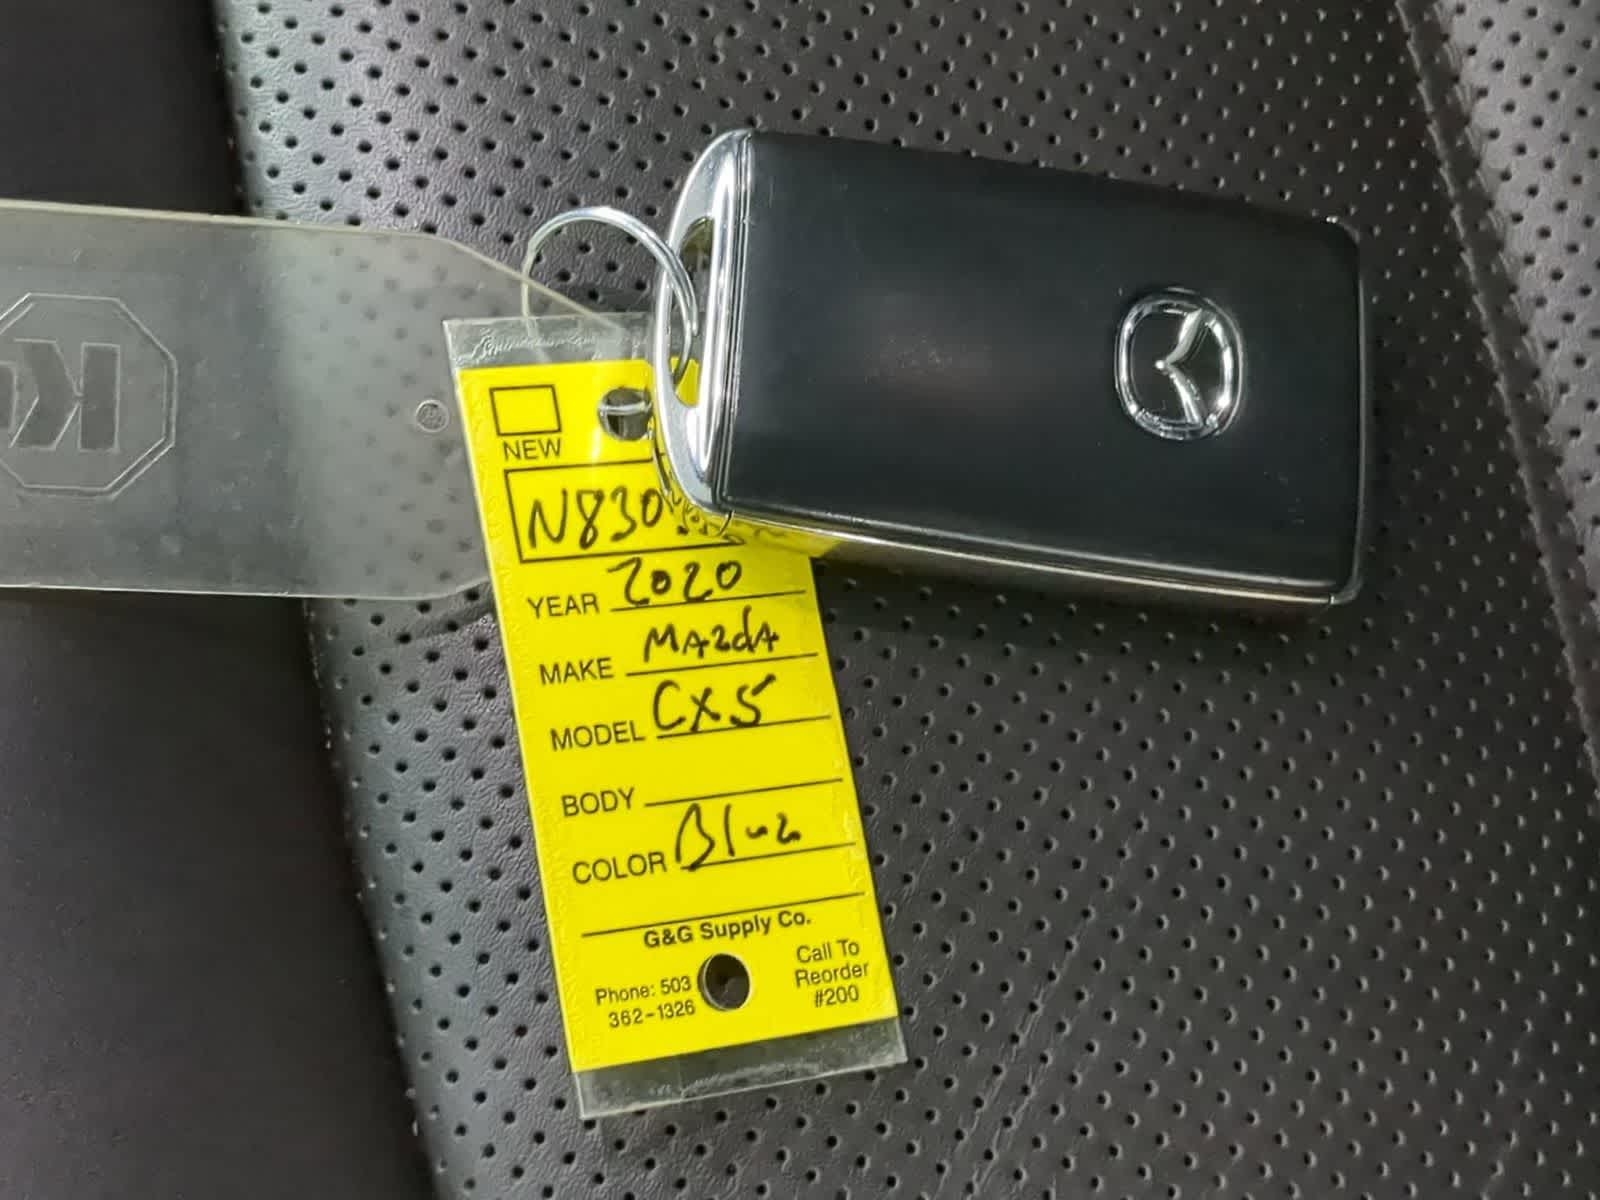 K
NEW
N830
YEAR 2020
MAKE MAzdA
MODEL CX5
BODY
COLOR Blue
G&G Supply Co.
Phone: 503
362-1326
Call To
Reorder
#200